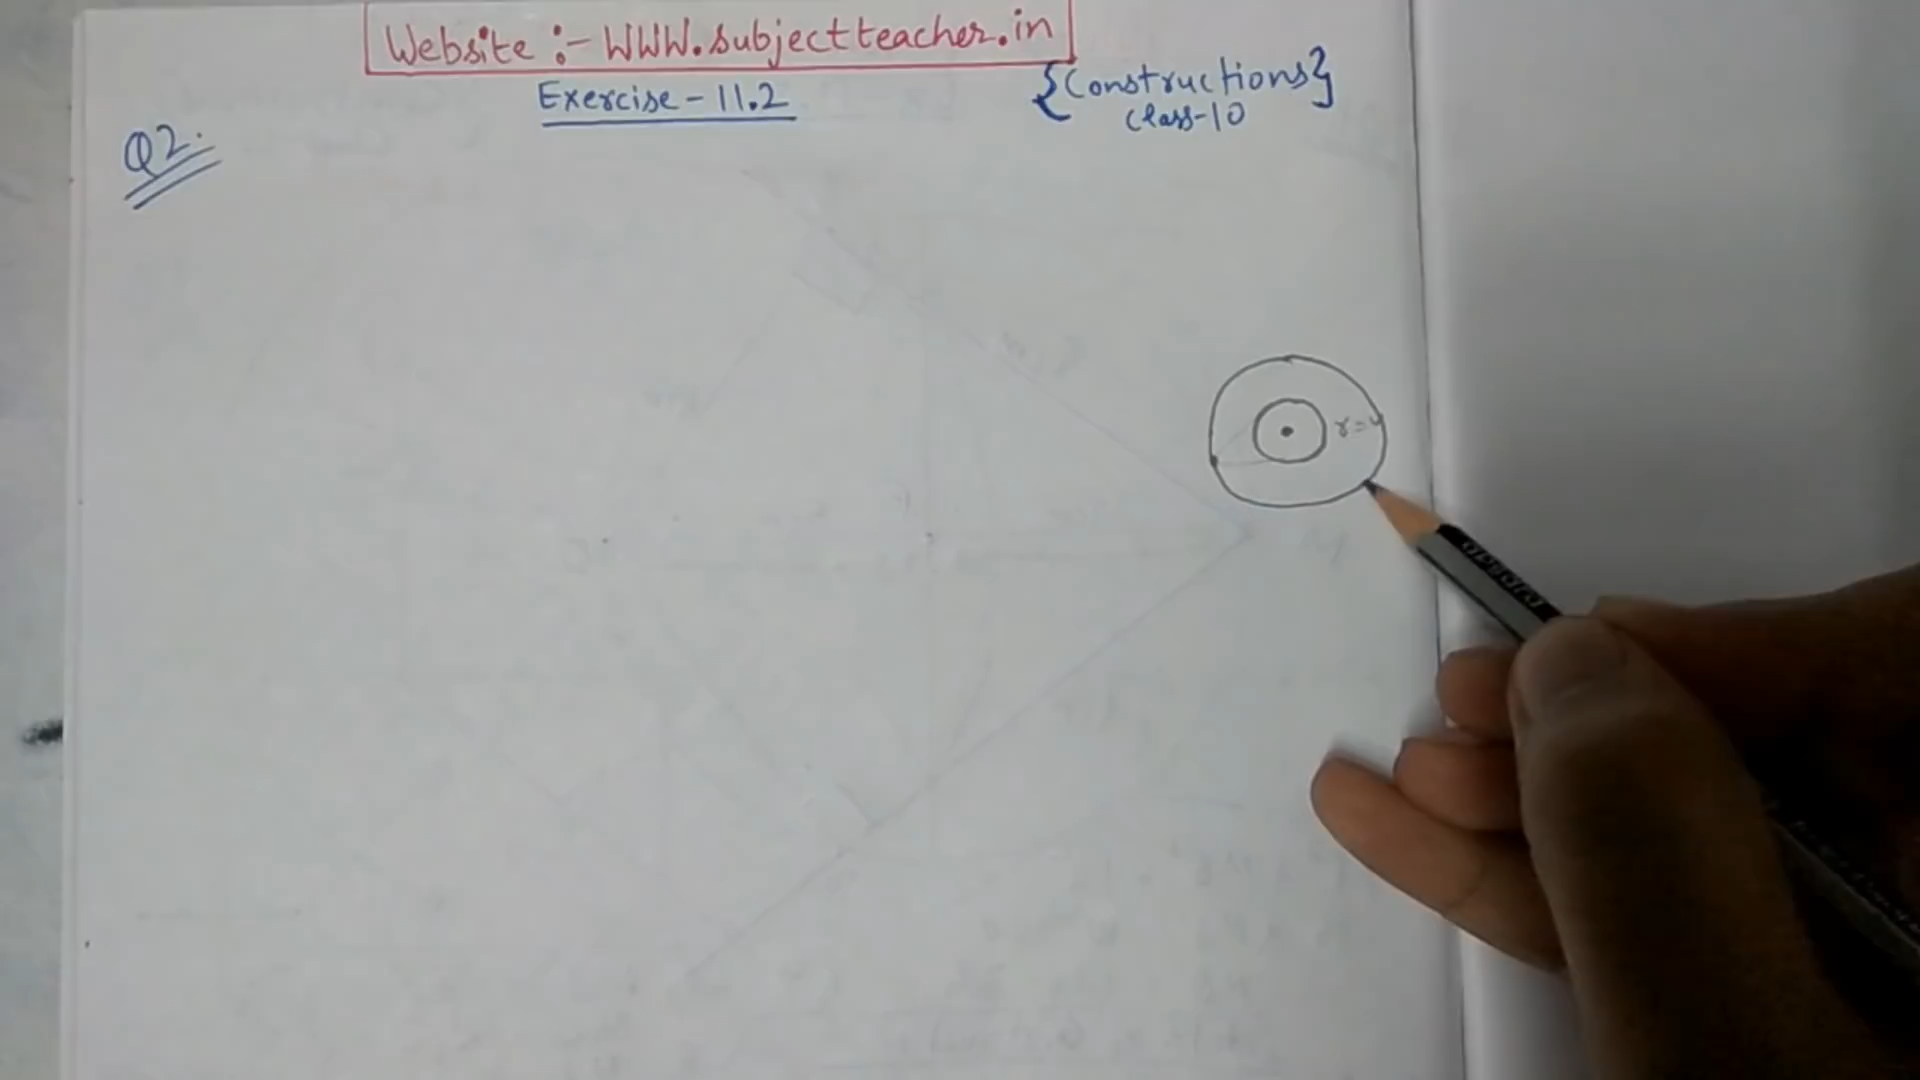 Website :- WWW.subjectteacher.in
Exercise - 11.2
{Constructions}
Class-10
Q2.
r=4